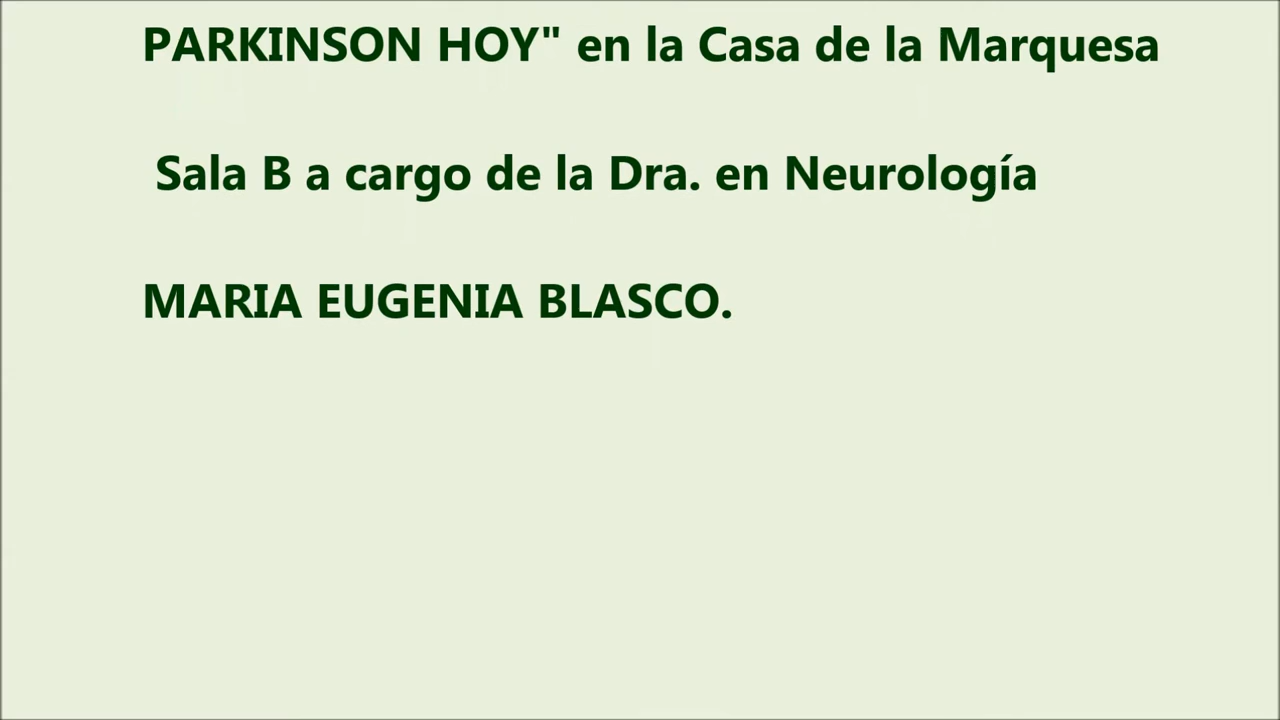 PARKINSON HOY" en la Casa de la Marquesa
Sala B a cargo de la Dra. en Neurología
MARIA EUGENIA BLASCO.